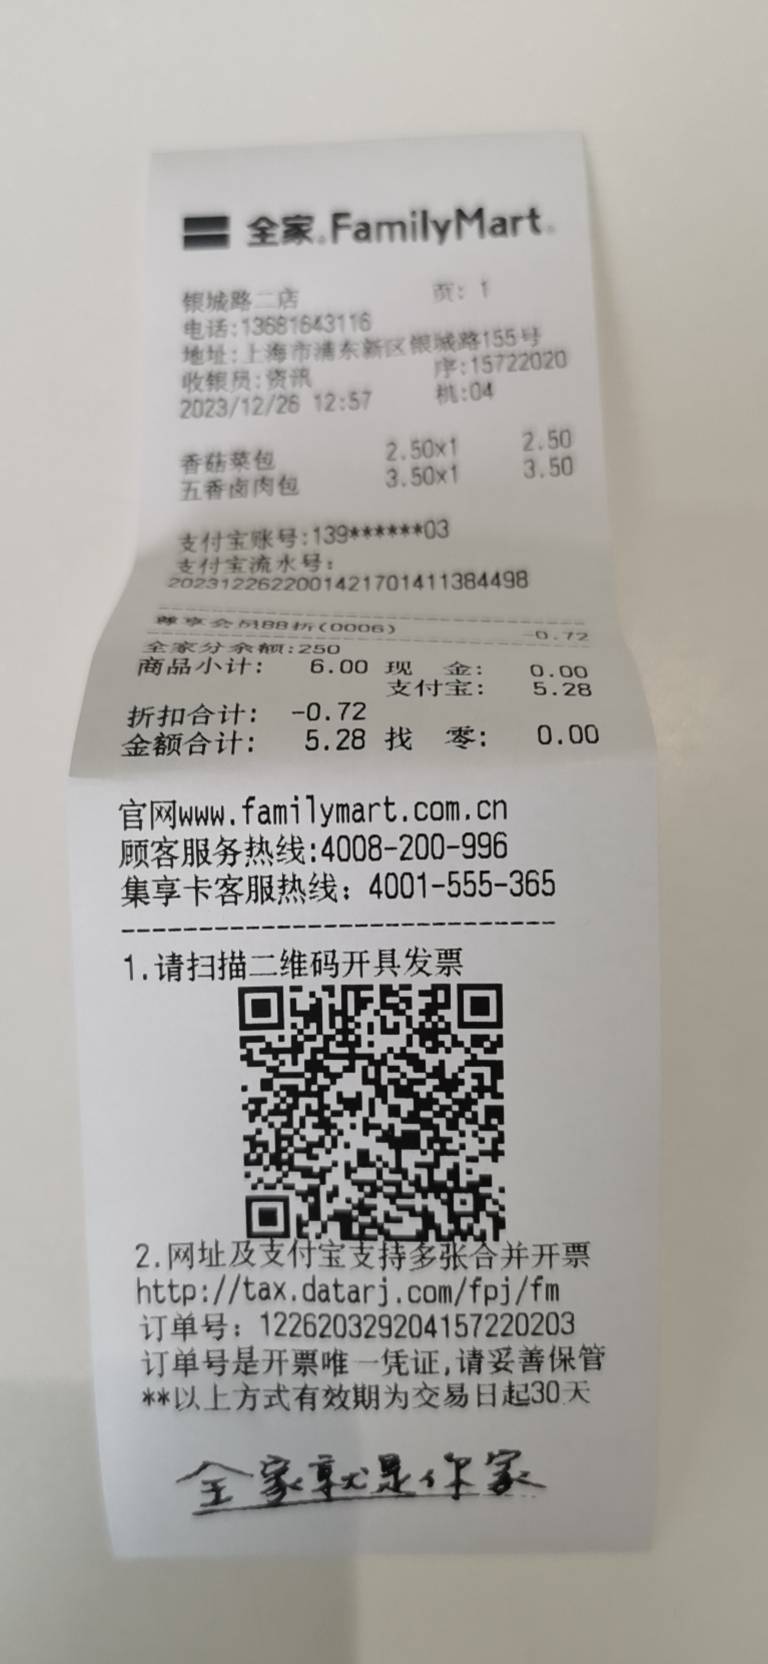 全家 FamilyMart
银城路二店 页: 1
电话:13681643116
地址:上海市浦东新区银城路155号
收银员:资讯 序:15722020
2023/12/26 12:57 机:04
香菇菜包 2.50x1 2.50
五香卤肉包 3.50x1 3.50
支付宝账号:139******03
支付宝流水号:
2023122622001421701411384498
尊享会员88折(0006) -0.72
全家分余额:250
商品小计: 6.00 现 金: 0.00
支付宝: 5.28
折扣合计: -0.72
金额合计: 5.28 找 零: 0.00
官网www.familymart.com.cn
顾客服务热线:4008-200-996
集享卡客服热线: 4001-555-365
1.请扫描二维码开具发票
2.网址及支付宝支持多张合并开票
http://tax.datarj.com/fpj/fm
订单号: 122620329204157220203
订单号是开票唯一凭证,请妥善保管
**以上方式有效期为交易日起30天
全家就是你家